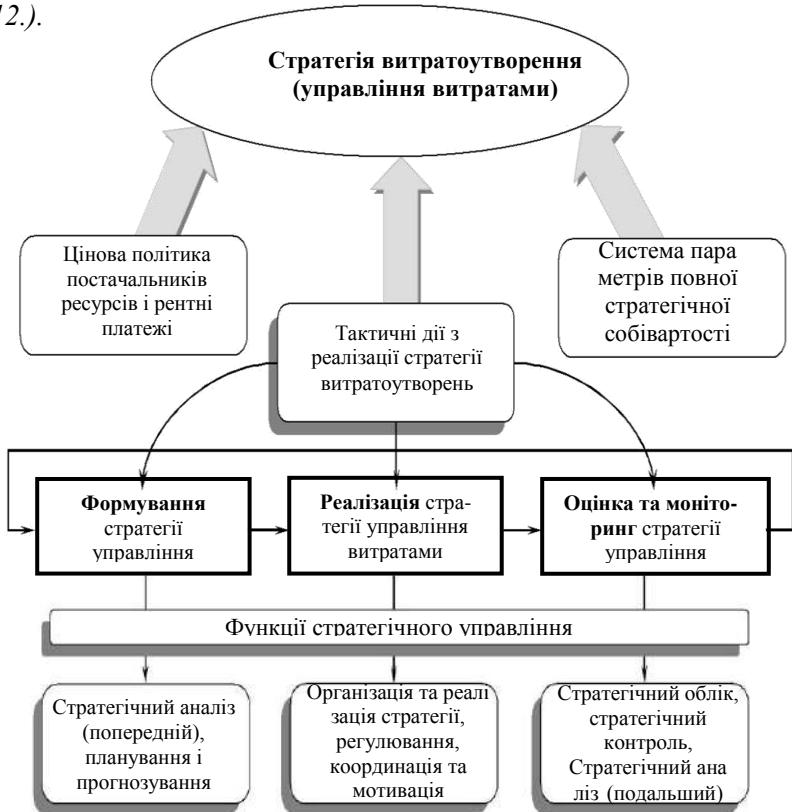 12.).
Стратегія витратоутворення
(управління витратами)
Цінова політика
постачальників
ресурсів і рентні
платежі
Система пара
метрів повної
стратегічної
собівартості
Тактичні дії з
реалізації стратегії
витратоутворень
Формування
стратегії
управління
Реалізація стра-
тегії управління
витратами
Оцінка та моніто-
ринг стратегії
управління
Функції стратегічного управління
Стратегічний аналіз
(попередній),
планування і
прогнозування
Організація та реалі
зація стратегії,
регулювання,
координація та
мотивація
Стратегічний облік,
стратегічний
контроль,
Стратегічний ана
ліз (подальший)